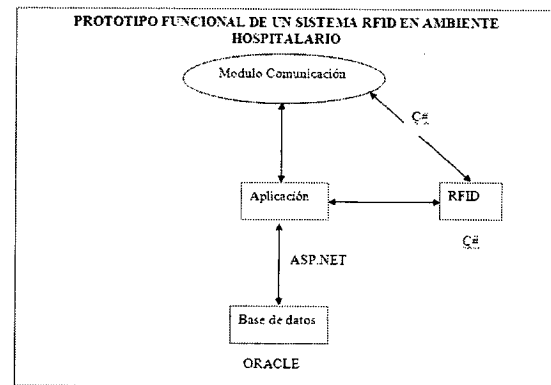 PROTOTIPO FUNCIONAL DE UN SISTEMA RFID EN AMBIENTE
HOSPITALARIO
Modulo Comunicación
C#
Aplicación
RFID
C#
ASP.NET
Base de datos
ORACLE